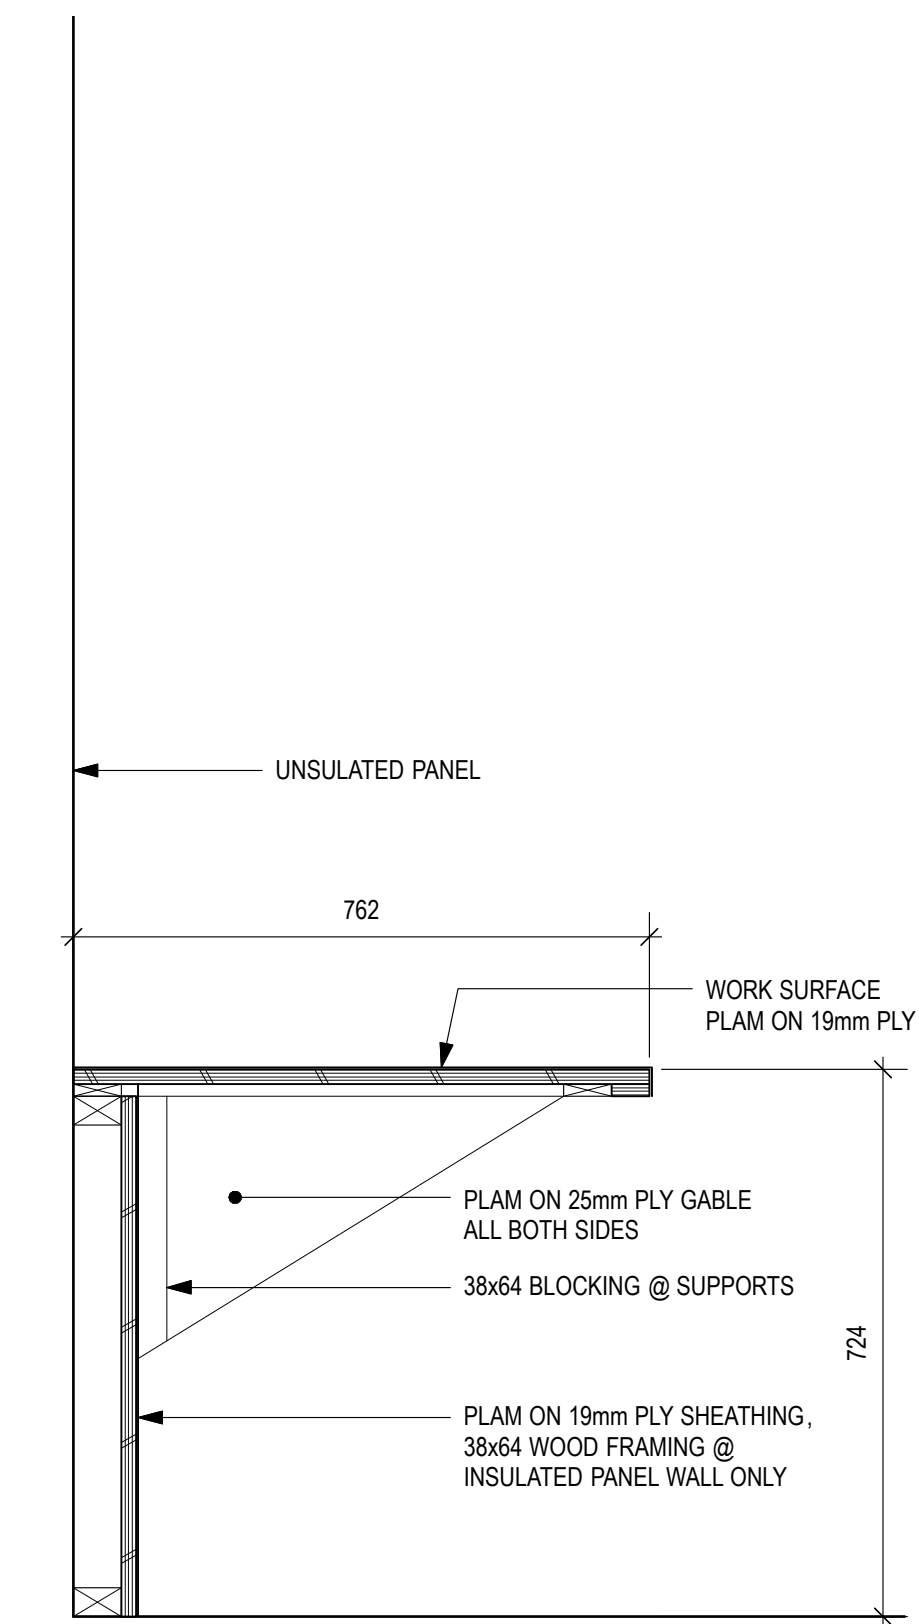 UNSULATED PANEL
762
WORK SURFACE
PLAM ON 19mm PLY
PLAM ON 25mm PLY GABLE
ALL BOTH SIDES
38x64 BLOCKING @ SUPPORTS
724
PLAM ON 19mm PLY SHEATHING,
38x64 WOOD FRAMING @
INSULATED PANEL WALL ONLY